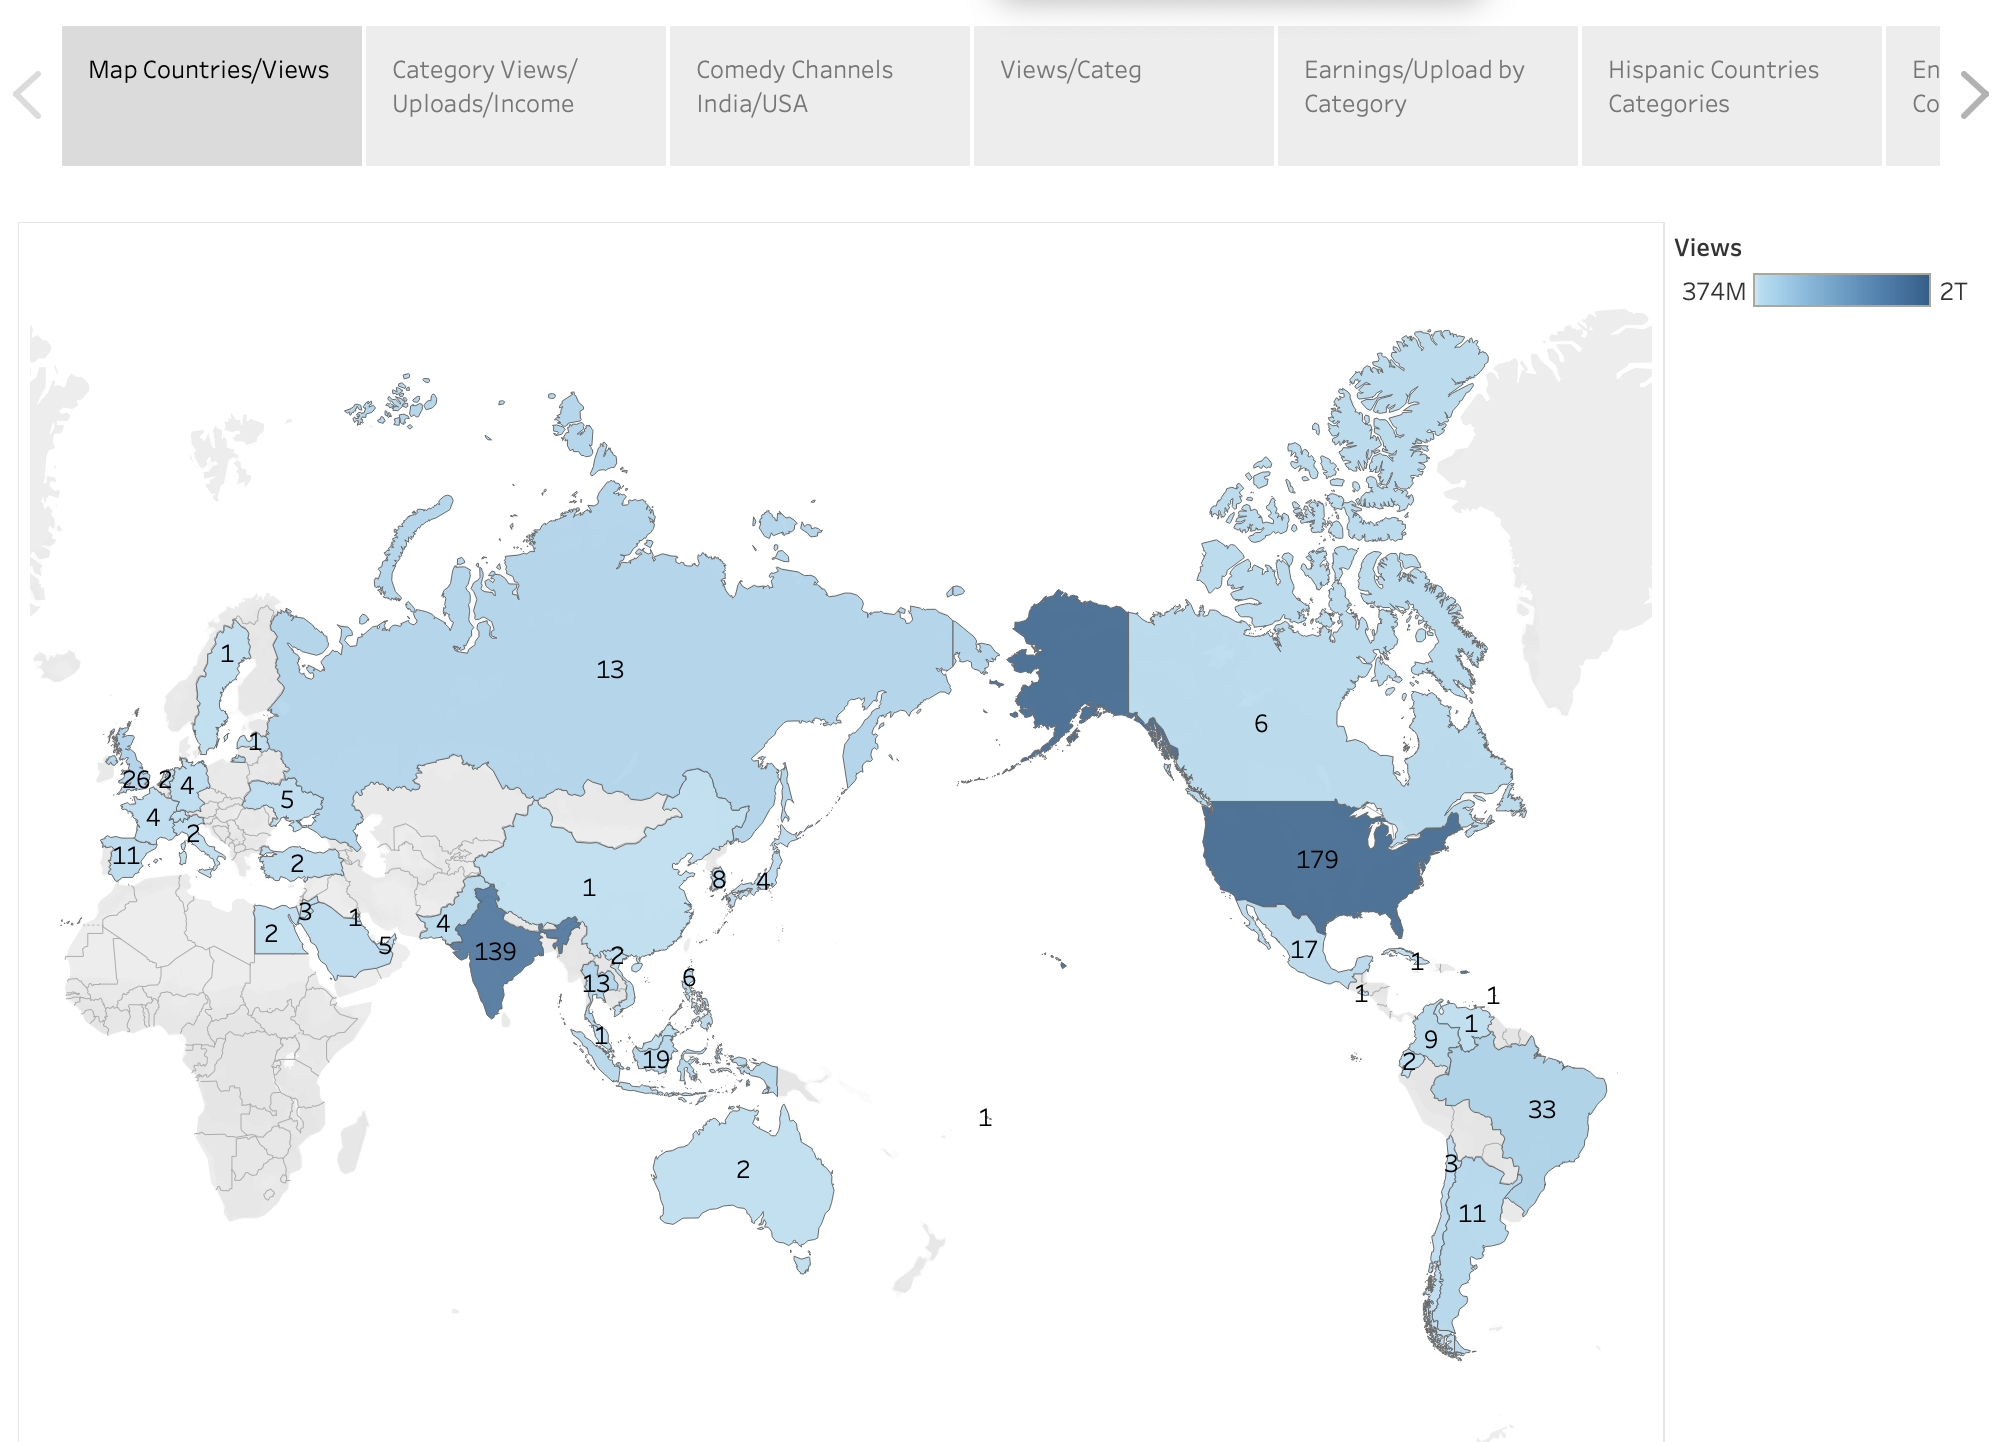 Map Countries/Views
Category Views/
Uploads/Income
Comedy Channels
India/USA
Views/Categ
Earnings/Upload by
Category
Hispanic Countries
Categories
En
Co
Views
374M
2T
1
13
1
6
26
2
4
5
4
2
11
2
179
8
4
1
3
1
4
2
5
139
17
2
13
6
1
1
1
1
1
19
9
2
33
1
2
3
11